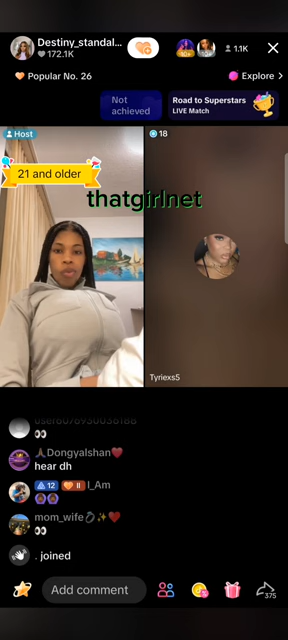 Destiny_standal...
172.1K
1.1K
Popular No. 26
Explore >
Not
achieved
Road to Superstars
LIVE Match
Host
18
21 and older
thatgirlnet
Tyriexs5
Dongyalshan
hear dh
12
II
I_Am
mom_wife
. joined
Add comment
375